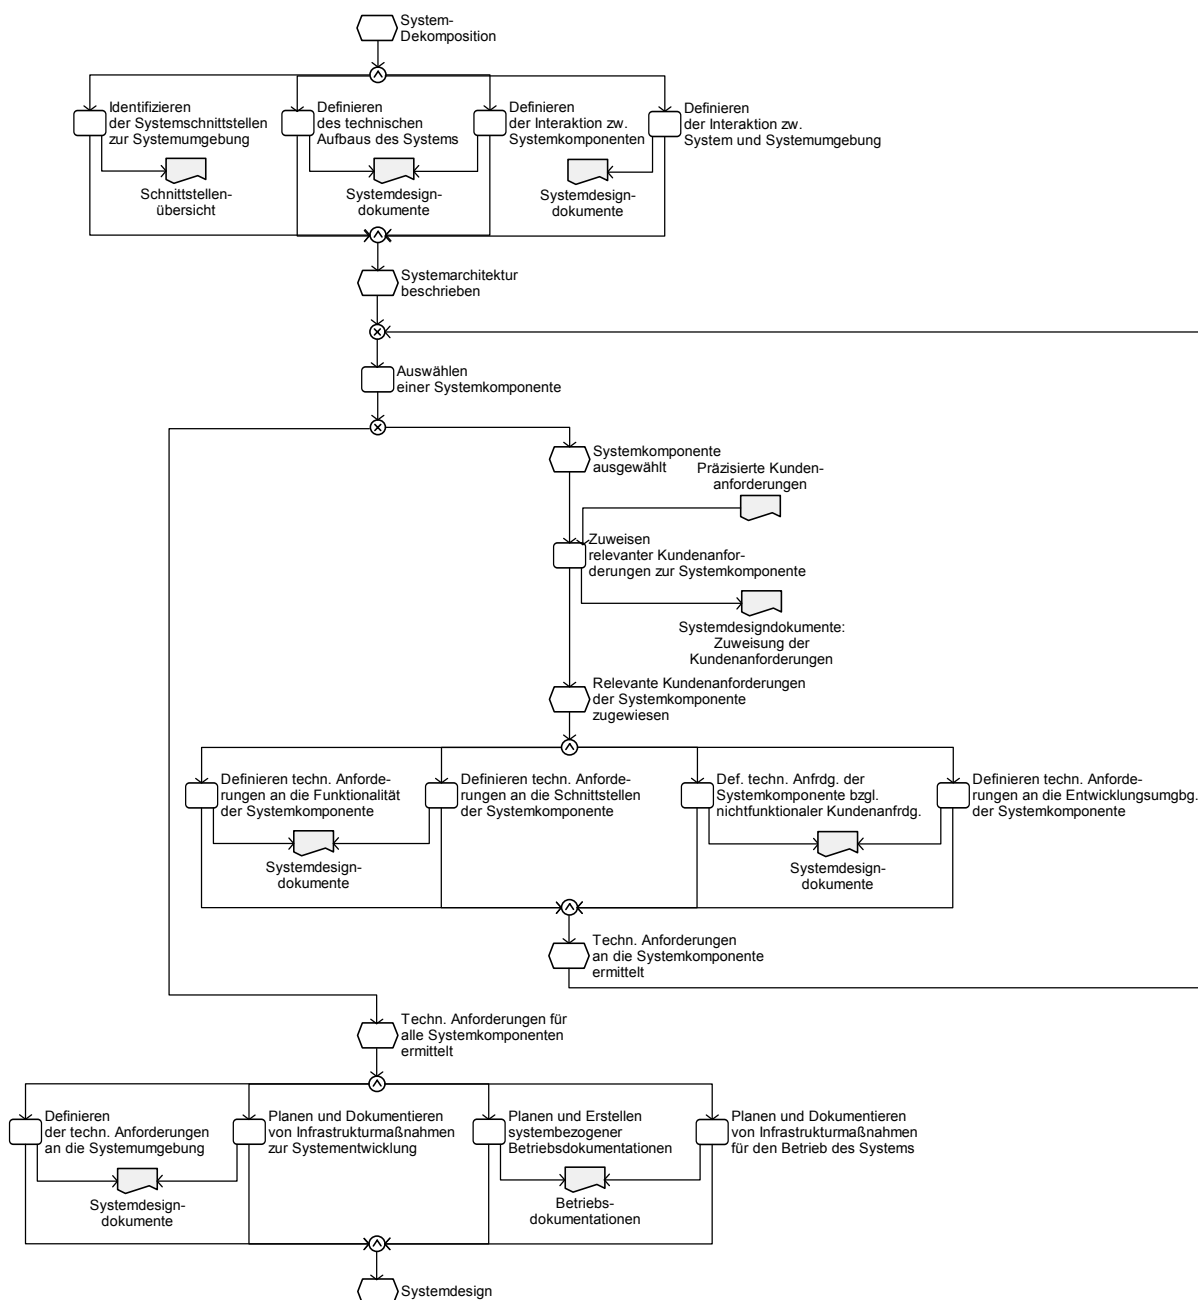 System-
Dekomposition
Identifizieren
der Systemschnittstellen
zur Systemumgebung
Definieren
des technischen
Aufbaus des Systems
Definieren
der Interaktion zw.
Systemkomponenten
Definieren
der Interaktion zw.
System und Systemumgebung
Schnittstellen-
übersicht
Systemdesign-
dokumente
Systemdesign-
dokumente
Systemarchitektur
beschrieben
Auswählen
einer Systemkomponente
Systemkomponente
ausgewählt
Präzisierte Kunden-
anforderungen
Zuweisen
relevanter Kundenanfor-
derungen zur Systemkomponente
Systemdesigndokumente:
Zuweisung der
Kundenanforderungen
Relevante Kundenanforderungen
der Systemkomponente
zugewiesen
Definieren techn. Anforde-
rungen an die Funktionalität
der Systemkomponente
Definieren techn. Anforde-
rungen an die Schnittstellen
der Systemkomponente
Def. techn. Anfrdg. der
Systemkomponente bzgl.
nichtfunktionaler Kundenanfrdg.
Definieren techn. Anforde-
rungen an die Entwicklungsumgbg.
der Systemkomponente
Systemdesign-
dokumente
Systemdesign-
dokumente
Techn. Anforderungen
an die Systemkomponente
ermittelt
Techn. Anforderungen für
alle Systemkomponenten
ermittelt
Definieren
der techn. Anforderungen
an die Systemumgebung
Planen und Dokumentieren
von Infrastrukturmaßnahmen
zur Systementwicklung
Planen und Erstellen
systembezogener
Betriebsdokumentationen
Planen und Dokumentieren
von Infrastrukturmaßnahmen
für den Betrieb des Systems
Systemdesign-
dokumente
Betriebs-
dokumentationen
Systemdesign